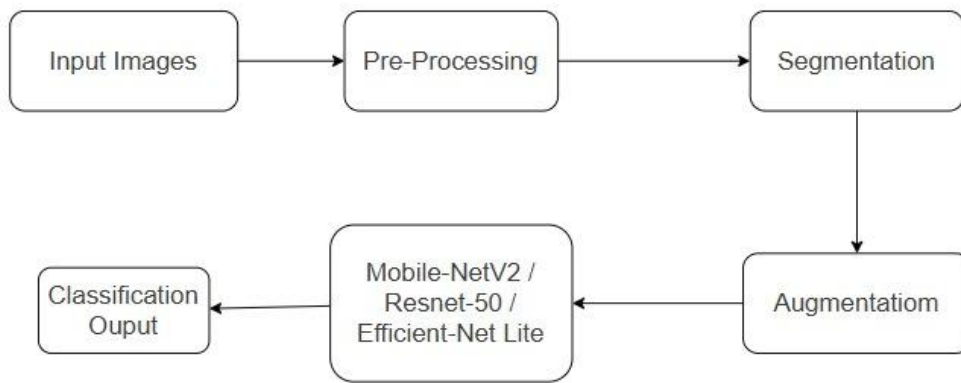 Input Images
Pre-Processing
Segmentation
Augmentatiom
Mobile-NetV2 /
Resnet-50 /
Efficient-Net Lite
Classification
Ouput